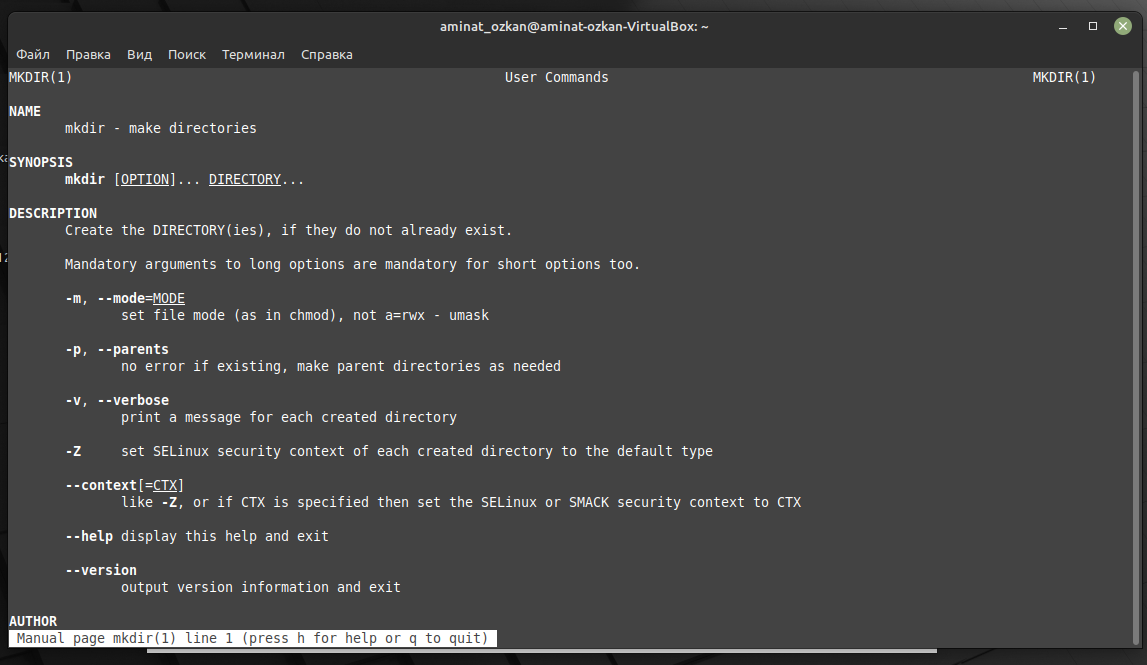 aminat_ozkan@aminat-ozkan-VirtualBox: ~
Файл Правка Вид Поиск Терминал Справка
MKDIR(1) User Commands MKDIR(1)
NAME
mkdir - make directories
SYNOPSIS
mkdir [OPTION]... DIRECTORY...
DESCRIPTION
Create the DIRECTORY(ies), if they do not already exist.
Mandatory arguments to long options are mandatory for short options too.
-m, --mode=MODE
set file mode (as in chmod), not a=rwx - umask
-p, --parents
no error if existing, make parent directories as needed
-v, --verbose
print a message for each created directory
-Z set SELinux security context of each created directory to the default type
--context[=CTX]
like -Z, or if CTX is specified then set the SELinux or SMACK security context to CTX
--help display this help and exit
--version
output version information and exit
AUTHOR
Manual page mkdir(1) line 1 (press h for help or q to quit)